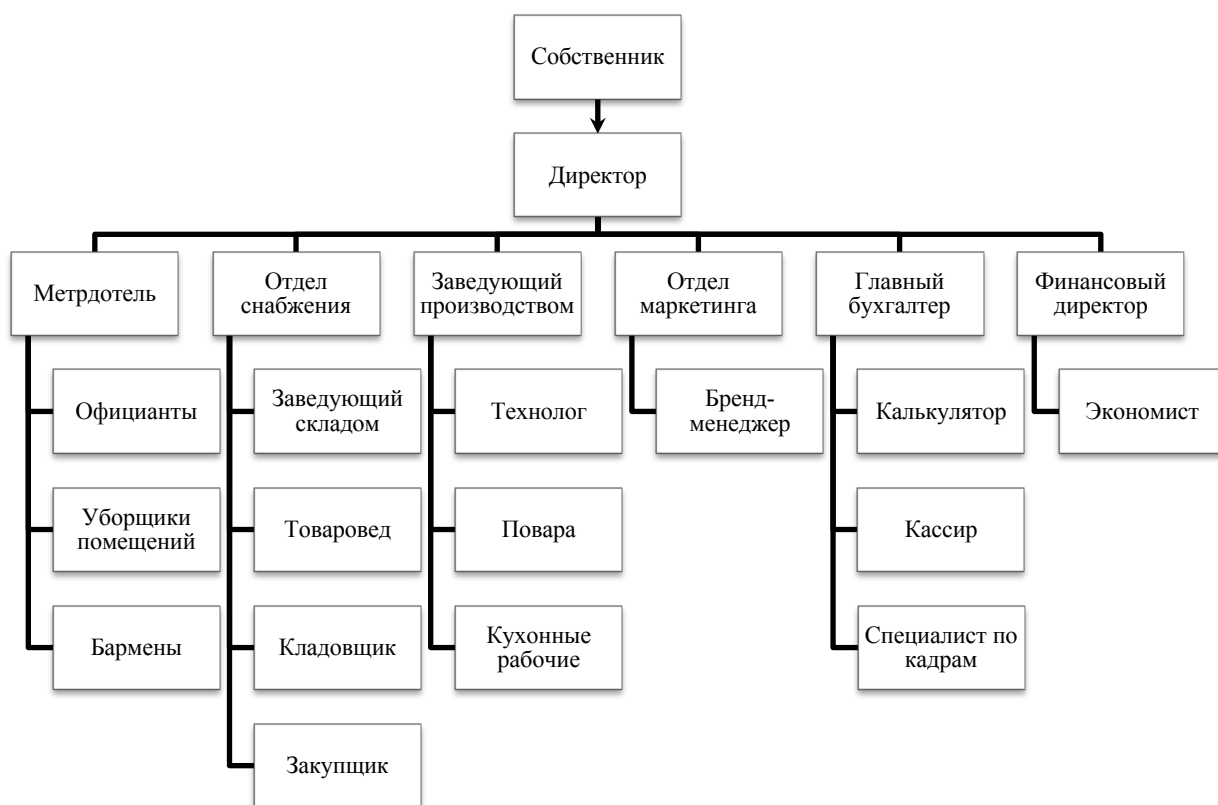 Собственник
Директор
Метрдотель
Отдел
снабжения
Заведующий
производством
Отдел
маркетинга
Главный
бухгалтер
Финансовый
директор
Официанты
Заведующий
складом
Технолог
Бренд-
менеджер
Калькулятор
Экономист
Уборщики
помещений
Товаровед
Повара
Кассир
Бармены
Кладовщик
Кухонные
рабочие
Специалист по
кадрам
Закупщик